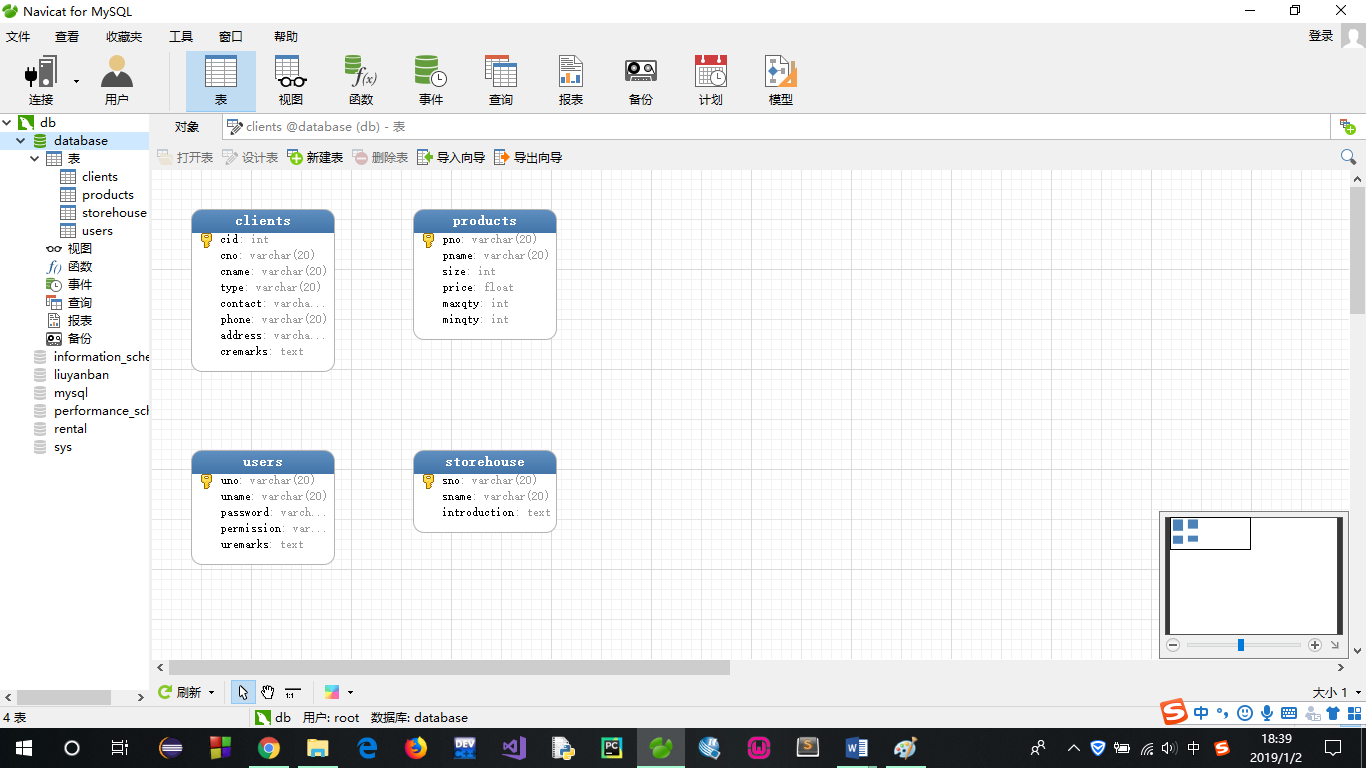 Navicat for MySQL
文件 查看 收藏夹 工具 窗口 帮助 登录
连接 用户 表 视图 函数 事件 查询 报表 备份 计划 模型
db
database
表
clients
products
storehouse
users
视图
函数
事件
查询
报表
备份
information_sche
liuyanban
mysql
performance_sch
rental
sys
对象 clients @database (db) - 表
打开表 设计表 新建表 删除表 导入向导 导出向导
clients
cid: int
cno: varchar(20)
cname: varchar(20)
type: varchar(20)
contact: varcha...
phone: varchar(20)
address: varcha...
cremarks: text
products
pno: varchar(20)
pname: varchar(20)
size: int
price: float
maxqty: int
minqty: int
users
uno: varchar(20)
uname: varchar(20)
password: varch...
permission: var...
uremarks: text
storehouse
sno: varchar(20)
sname: varchar(20)
introduction: text
刷新 1:1 大小 1
4 表 db 用户: root 数据库: database
中
DEV
PC
中
18:39
2019/1/2